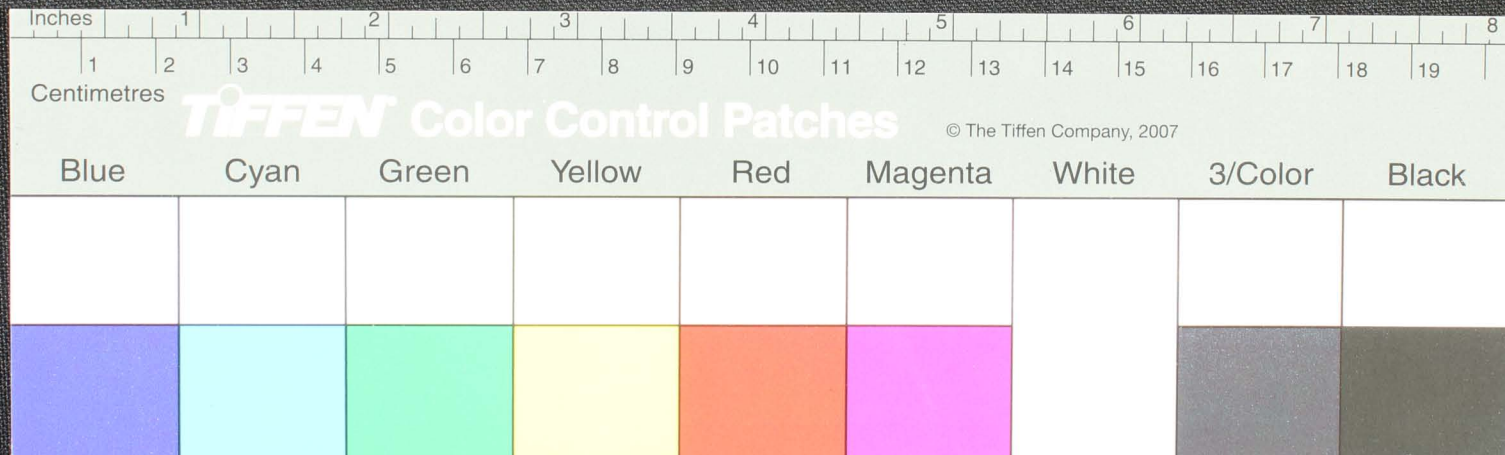 Inches 1 2 3 4 5 6 7 8
1 2 3 4 5 6 7 8 9 10 11 12 13 14 15 16 17 18 19
Centimetres
TIFFEN Color Control Patches © The Tiffen Company, 2007
Blue Cyan Green Yellow Red Magenta White 3/Color Black